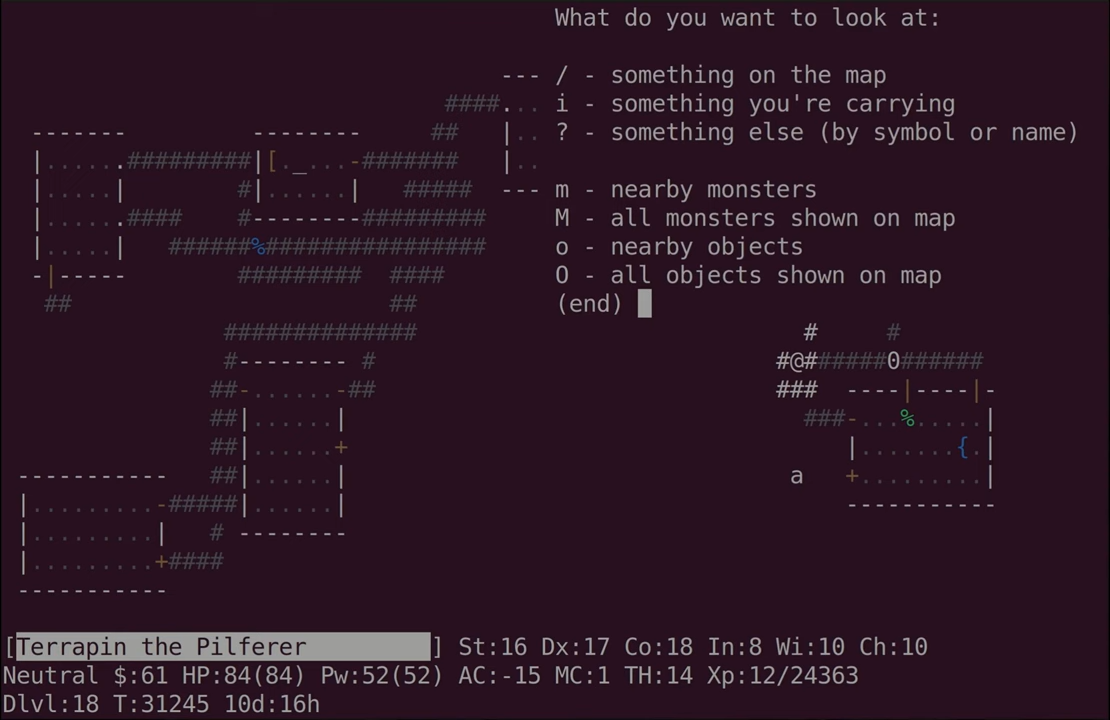 What do you want to look at:
--- / - something on the map
####... i - something you're carrying
------- -------- ## |.. ? - something else (by symbol or name)
|......#########|[._...-####### |..
|.....| #|......| ##### --- m - nearby monsters
|......#### #--------######### M - all monsters shown on map
|.....| ######%################ o - nearby objects
-|----- ######### #### O - all objects shown on map
## ## (end)
############## # #
#-------- # #@######0######
##-......-## ### ----|----|-
##|......| ###-...%.....|
##|......+ |.......{.|
----------- ##|......| a +.........|
|.........-#####|......| -----------
|.........| # --------
|.........+####
-----------
[Terrapin the Pilferer ] St:16 Dx:17 Co:18 In:8 Wi:10 Ch:10
Neutral $:61 HP:84(84) Pw:52(52) AC:-15 MC:1 TH:14 Xp:12/24363
Dlvl:18 T:31245 10d:16h